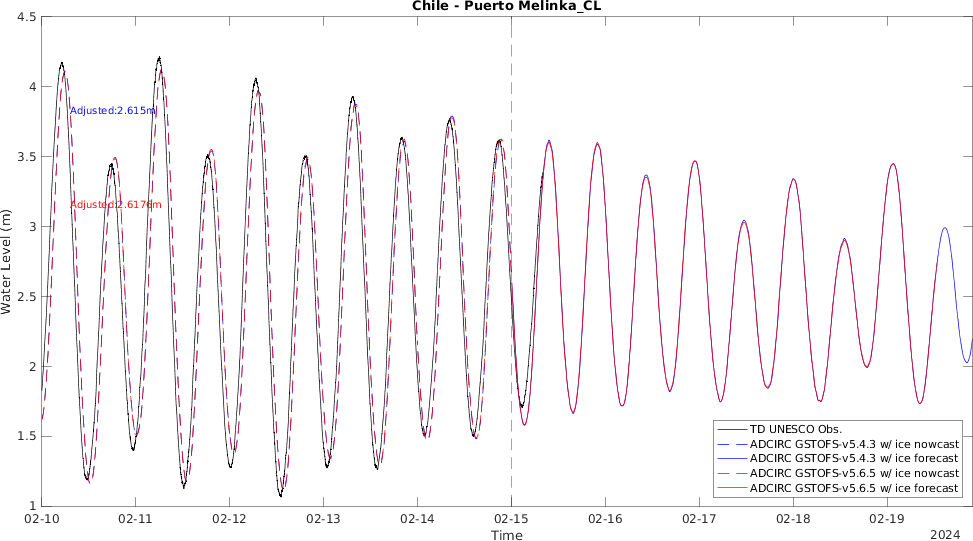 Chile - Puerto Melinka_CL
4.5
4
3.5
3
2.5
2
1.5
1
Water Level (m)
Adjusted:2.615m
Adjusted:2.6176m
TD UNESCO Obs.
ADCIRC GSTOFS-v5.4.3 w/ ice nowcast
ADCIRC GSTOFS-v5.4.3 w/ ice forecast
ADCIRC GSTOFS-v5.6.5 w/ ice nowcast
ADCIRC GSTOFS-v5.6.5 w/ ice forecast
02-10 02-11 02-12 02-13 02-14 02-15 02-16 02-17 02-18 02-19
Time
2024